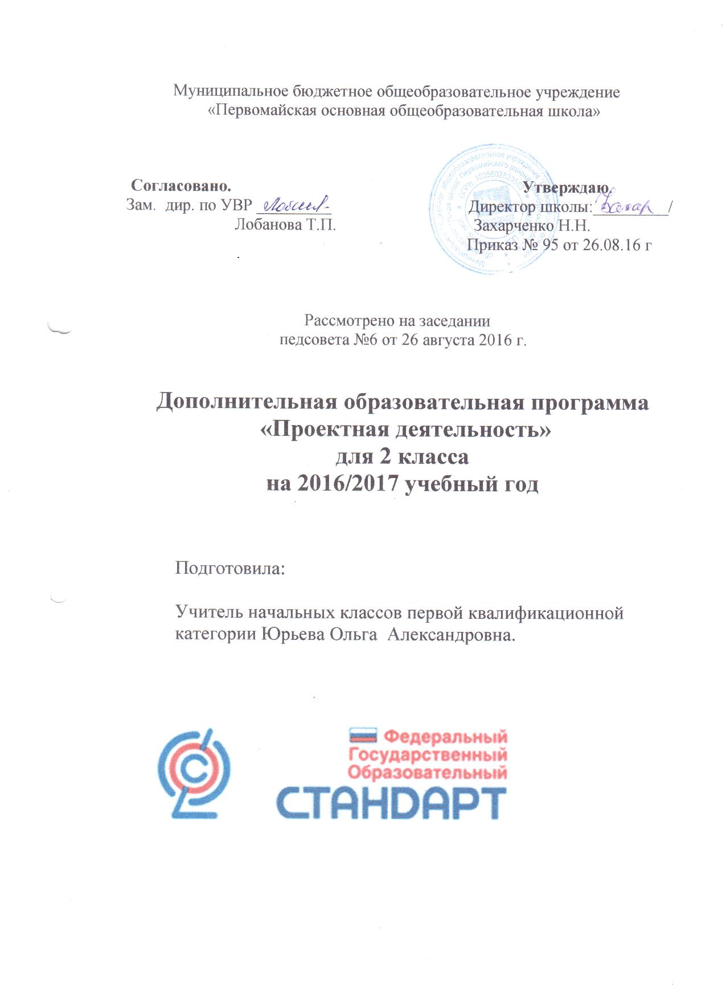 Муниципальное бюджетное общеобразовательное учреждение
«Первомайская основная общеобразовательная школа»
Согласовано.
Зам. дир. по УВР
Лобанова Т.П.
Утверждаю.
Директор школы: /
Захарченко Н.Н.
Приказ № 95 от 26.08.16 г
Рассмотрено на заседании
педсовета №6 от 26 августа 2016 г.
Дополнительная образовательная программа
«Проектная деятельность»
для 2 класса
на 2016/2017 учебный год
Подготовила:
Учитель начальных классов первой квалификационной
категории Юрьева Ольга Александровна.
Федеральный
Государственный
Образовательный
СТАНДАРТ